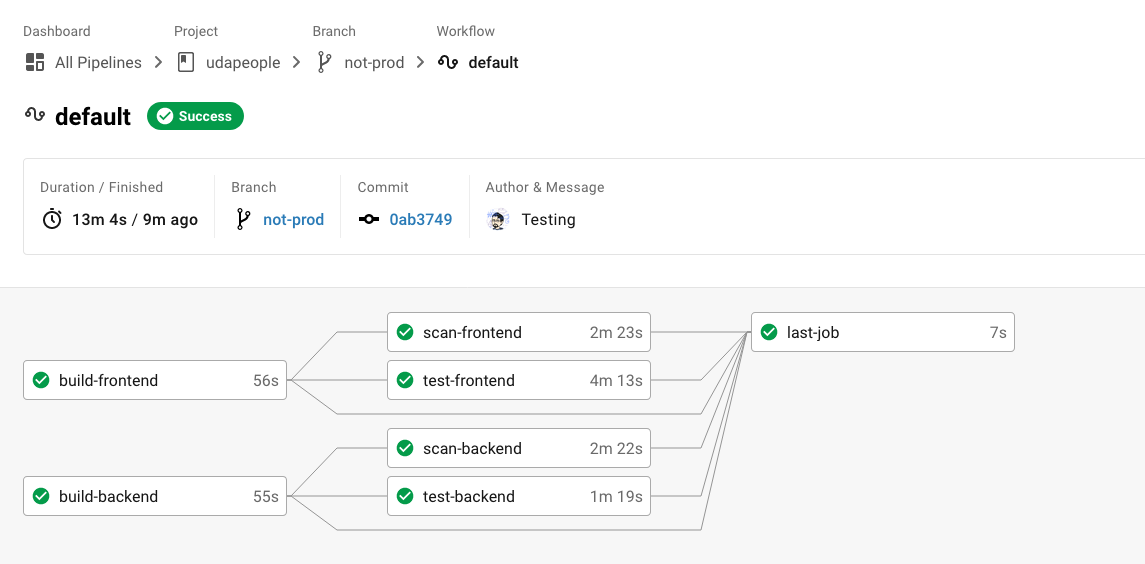 Dashboard Project Branch Workflow
All Pipelines udapeople not-prod default
default Success
Duration / Finished Branch Commit Author & Message
13m 4s / 9m ago not-prod 0ab3749 Testing
scan-frontend 2m 23s last-job 7s
build-frontend 56s test-frontend 4m 13s
scan-backend 2m 22s
build-backend 55s test-backend 1m 19s